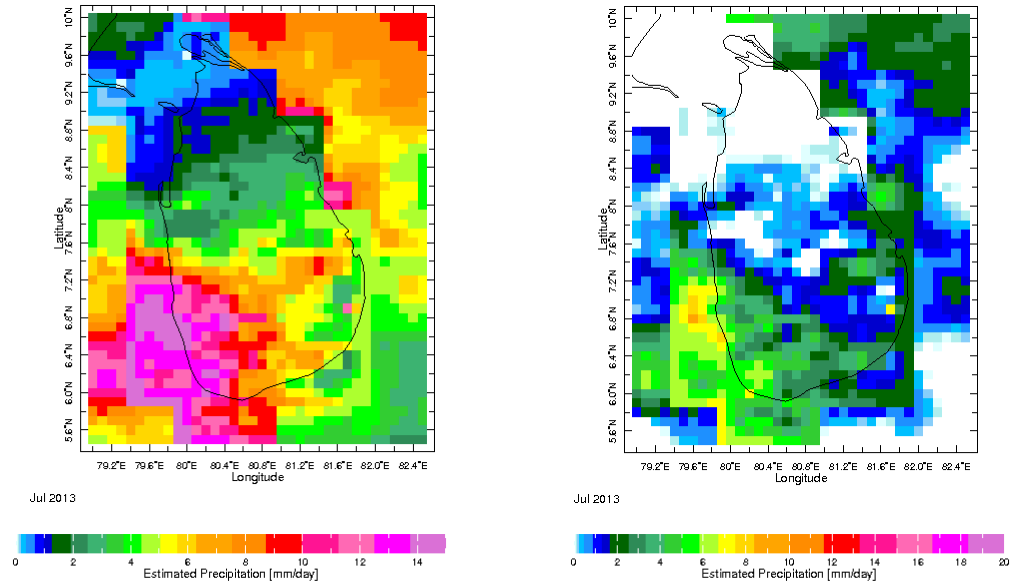 10°N
9.6°N
9.2°N
8.8°N
8.4°N
8°N
7.6°N
7.2°N
6.8°N
6.4°N
6.0°N
5.6°N
Latitude
79.2°E 79.6°E 80°E 80.4°E 80.8°E 81.2°E 81.6°E 82.0°E 82.4°E
Longitude
Jul 2013
0 2 4 6 8 10 12 14
Estimated Precipitation [mm/day]
10°N
9.6°N
9.2°N
8.8°N
8.4°N
8°N
7.6°N
7.2°N
6.8°N
6.4°N
6.0°N
5.6°N
Latitude
79.2°E 79.6°E 80°E 80.4°E 80.8°E 81.2°E 81.6°E 82.0°E 82.4°E
Longitude
Jul 2013
0 2 4 6 8 10 12 14 16 18 20
Estimated Precipitation [mm/day]